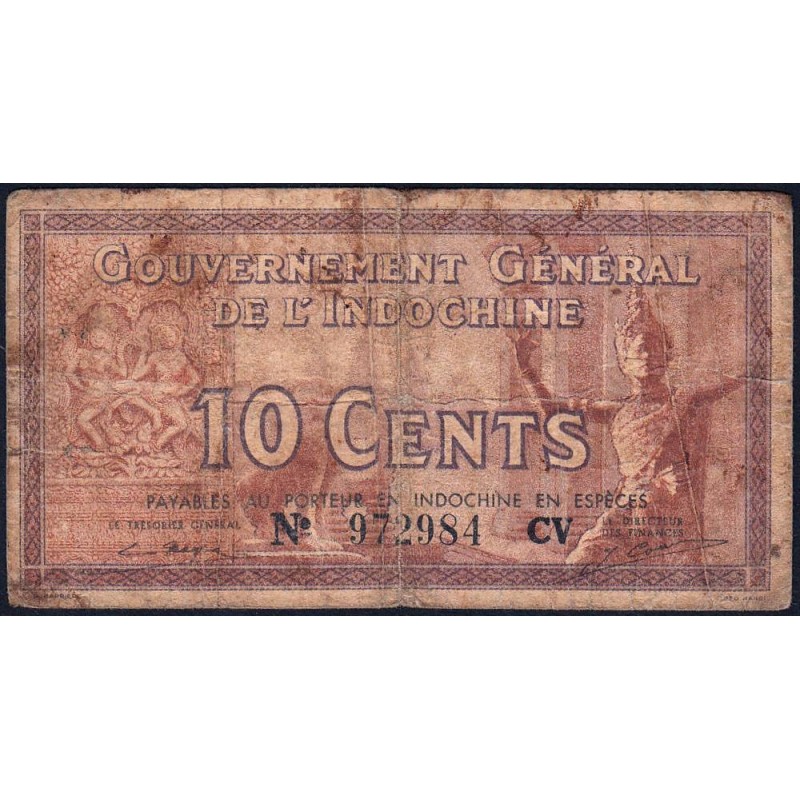 GOUVERNEMENT GÉNÉRAL
DE L'INDOCHINE
10 CENTS
PAYABLES AU PORTEUR EN INDOCHINE EN ESPÈCES
LE TRÉSORIER GÉNÉRAL
Nº 972984 CV
LE DIRECTEUR
DES FINANCES